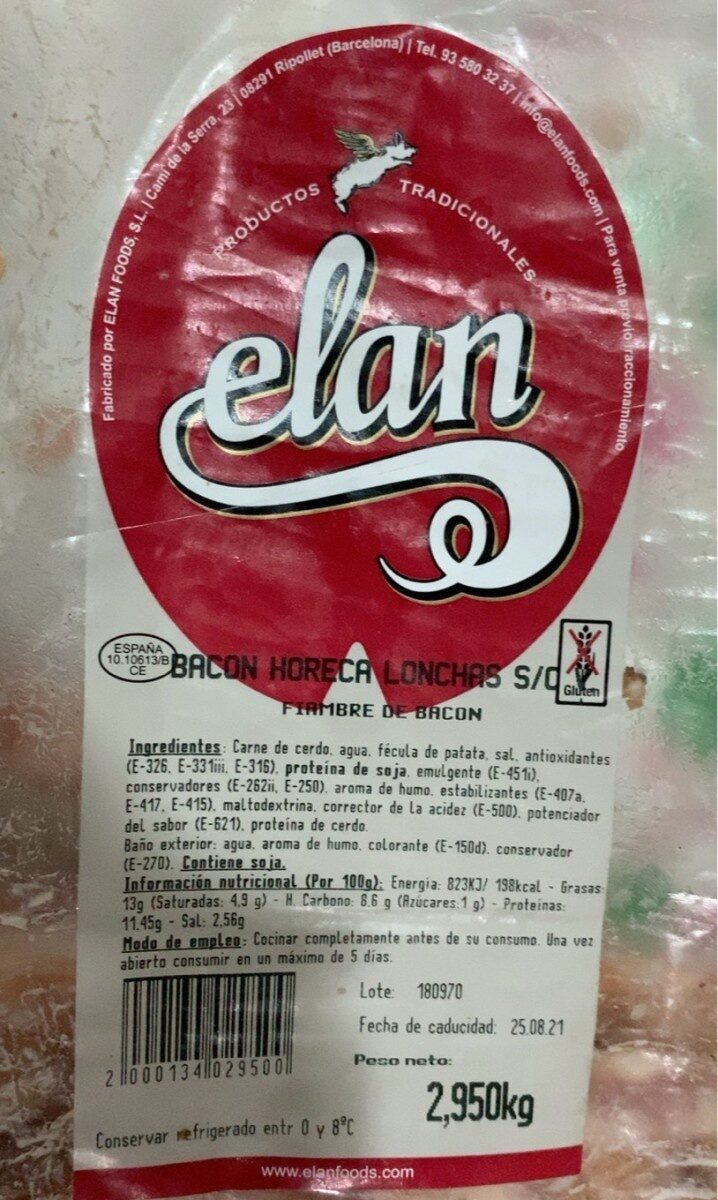 Fabricado por ELAN FOODS, S.L. | Camí de la Serra, 23 | 08291 Ripollet (Barcelona) | Tel. 93 580 32 37 | info@elanfoods.com | Para venta previo fraccionamiento
PRODUCTOS TRADICIONALES
elan
ESPAÑA
10.10613/B
CE
BACON HORECA LONCHAS S/G
Gluten
FIAMBRE DE BACON
Ingredientes: Carne de cerdo, agua, fécula de patata, sal, antioxidantes
(E-326, E-331iii, E-316), proteína de soja, emulgente (E-451i),
conservadores (E-262ii, E-250), aroma de humo, estabilizantes (E-407a,
E-417, E-415), maltodextrina, corrector de la acidez (E-500), potenciador
del sabor (E-621), proteína de cerdo.
Baño exterior: agua, aroma de humo, colorante (E-150d), conservador
(E-270). Contiene soja.
Información nutricional (Por 100g): Energia: 823KJ/ 198kcal - Grasas:
13g (Saturadas: 4,9 g) - H. Carbono: 8.6 g (Azúcares:1 g) - Proteinas:
11.45g - Sal: 2,56g
Modo de empleo: Cocinar completamente antes de su consumo. Una vez
abierto consumir en un máximo de 5 días.
Lote: 180970
Fecha de caducidad: 25.08.21
Peso neto:
2,950kg
2 000134 029500
Conservar refrigerado entr 0 y 8ºC
www.elanfoods.com